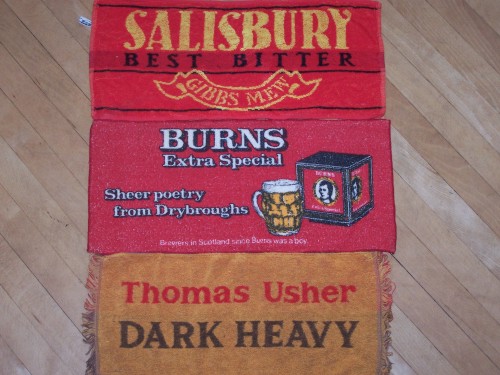 SALISBURY
BEST BITTER
GIBBS MEW
BURNS
Extra Special
BURNS
Sheer poetry
from Drybroughs
Brewers in Scotland since Burns was a boy.
Thomas Usher
DARK HEAVY